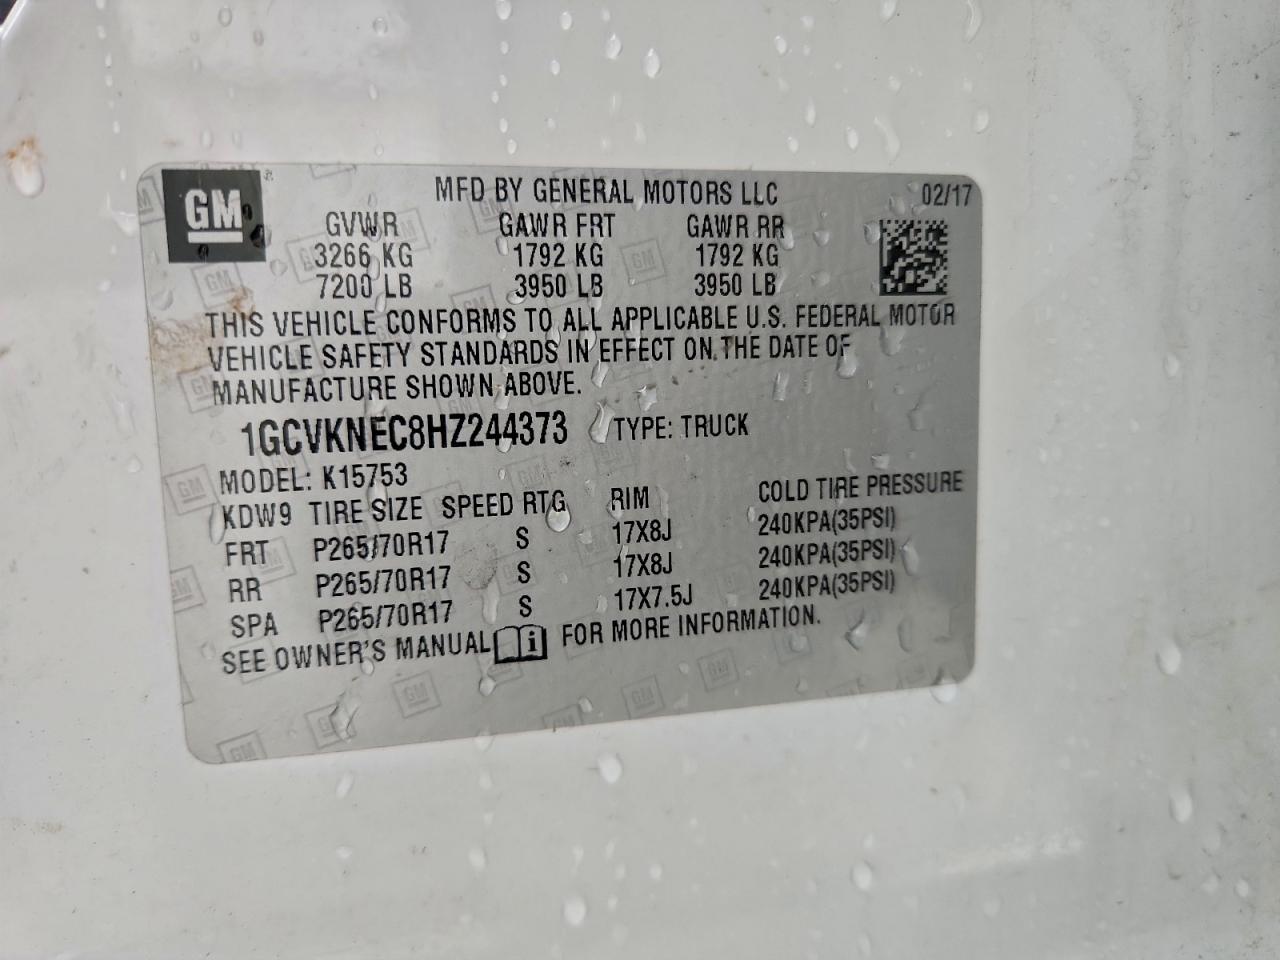 GM
MFD BY GENERAL MOTORS LLC 02/17
GVWR GAWR FRT GAWR RR
3266 KG 1792 KG 1792 KG
7200 LB 3950 LB 3950 LB
THIS VEHICLE CONFORMS TO ALL APPLICABLE U.S. FEDERAL MOTOR
VEHICLE SAFETY STANDARDS IN EFFECT ON THE DATE OF
MANUFACTURE SHOWN ABOVE.
1GCVKNEC8HZ244373 TYPE: TRUCK
MODEL: K15753
KDW9 TIRE SIZE SPEED RTG RIM COLD TIRE PRESSURE
FRT P265/70R17 S 17X8J 240KPA(35PSI)
RR P265/70R17 S 17X8J 240KPA(35PSI)
SPA P265/70R17 S 17X7.5J 240KPA(35PSI)
SEE OWNER'S MANUAL i FOR MORE INFORMATION.